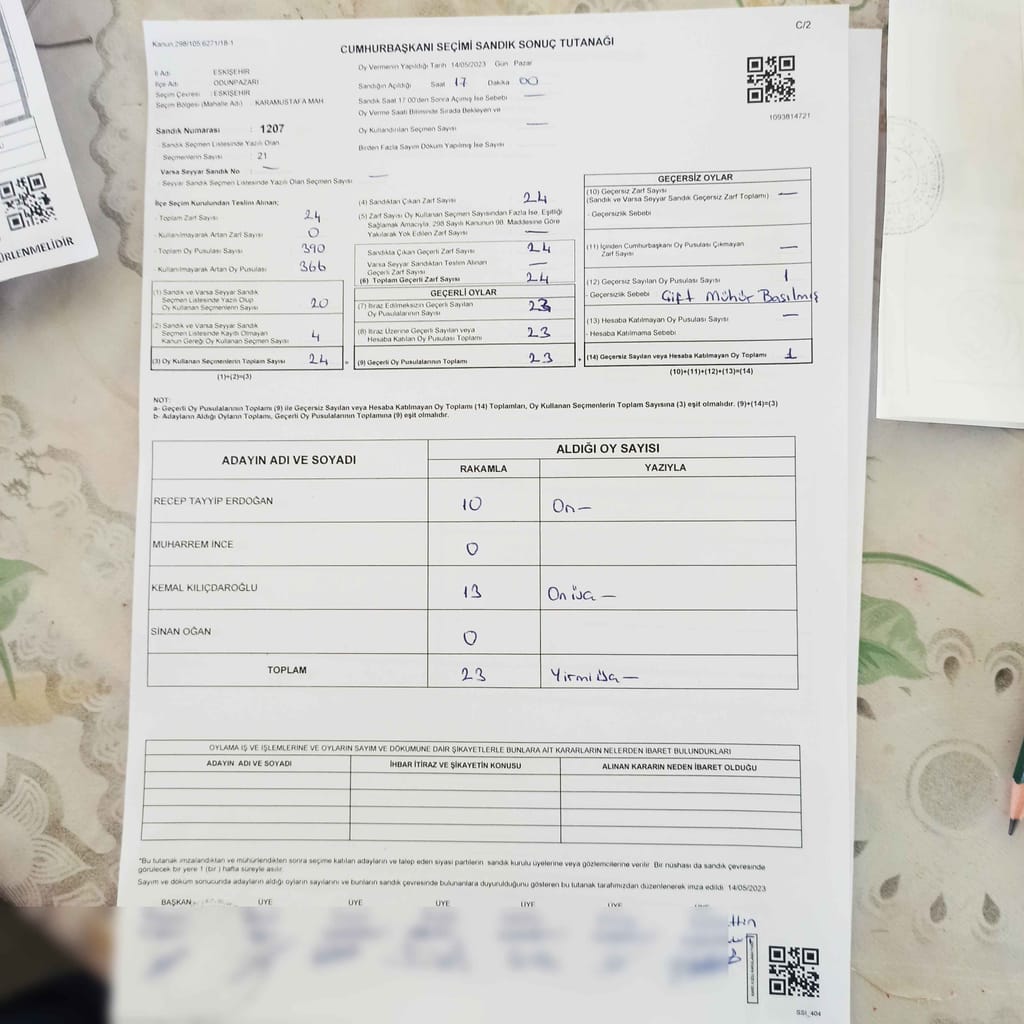 C/2
Kanun 298/105 6271/18-1
CUMHURBAŞKANI SEÇİMİ SANDIK SONUÇ TUTANAĞI
İl Adı : ESKİŞEHİR
İlçe Adı : ODUNPAZARI
Seçim Çevresi : ESKİŞEHİR
Seçim Bölgesi (Mahalle Adı) : KARAMUSTAFA MAH
Sandık Numarası : 1207
- Sandık Seçmen Listesinde Yazılı Olan
Seçmenlerin Sayısı : 21
Varsa Seyyar Sandık No —
- Seyyar Sandık Seçmen Listesinde Yazılı Olan Seçmen Sayısı —
Oy Vermenin Yapıldığı Tarih 14/05/2023 Gün Pazar
Sandığın Açıldığı Saat 17 Dakika 00
Sandık Saat 17.00'den Sonra Açılmış İse Sebebi —
Oy Verme Saati Bitiminde Sırada Bekleyen ve
Oy Kullandırılan Seçmen Sayısı —
Birden Fazla Sayım Döküm Yapılmış İse Sayısı —
1093814721
İlçe Seçim Kurulundan Teslim Alınan;
- Toplam Zarf Sayısı 24
- Kullanılmayarak Artan Zarf Sayısı 0
- Toplam Oy Pusulası 390
- Kullanılmayarak Artan Oy Pusulası 366
(1) Sandık ve Varsa Seyyar Sandık
Seçmen Listesinde Yazılı Olup
Oy Kullanan Seçmenlerin Sayısı 20
(2) Sandık ve Varsa Seyyar Sandık
Seçmen Listesinde Kayıtlı Olmayan
Kanun Gereği Oy Kullanan Seçmen Sayısı 4
(3) Oy Kullanan Seçmenlerin Toplam Sayısı 24 =
(1)+(2)=(3)
(4) Sandıktan Çıkan Zarf Sayısı 24
(5) Zarf Sayısı Oy Kullanan Seçmen Sayısından Fazla İse, Eşitliği
Sağlamak Amacıyla, 298 Sayılı Kanunun 98. Maddesine Göre
Yakılarak Yok Edilen Zarf Sayısı —
Sandıkta Çıkan Geçerli Zarf Sayısı 24
Varsa Seyyar Sandıktan Teslim Alınan
Geçerli Zarf Sayısı —
(6) Toplam Geçerli Zarf Sayısı 24
GEÇERLİ OYLAR
(7) İtiraz Edilmeksizin Geçerli Sayılan
Oy Pusulalarının Sayısı 23
(8) İtiraz Üzerine Geçerli Sayılan veya
Hesaba Katılan Oy Pusulalarının Sayısı 23
(9) Geçerli Oy Pusulalarının Toplamı 23 +
GEÇERSİZ OYLAR
(10) Geçersiz Zarf Sayısı
(Sandık ve Varsa Seyyar Sandık Geçersiz Zarf Toplamı) —
- Geçersizlik Sebebi
(11) İçinden Cumhurbaşkanı Oy Pusulası Çıkmayan
Zarf Sayısı —
(12) Geçersiz Sayılan Oy Pusulası Sayısı 1
- Geçersizlik Sebebi Çift Mühür Basılmış
(13) Hesaba Katılmayan Oy Pusulası Sayısı —
- Hesaba Katılmama Sebebi
(14) Geçersiz Sayılan veya Hesaba Katılmayan Oy Toplamı 1
(10)+(11)+(12)+(13)=(14)
NOT:
a- Geçerli Oy Pusulalarının Toplamı (9) ile Geçersiz Sayılan veya Hesaba Katılmayan Oy Toplamı (14) Toplamları, Oy Kullanan Seçmenlerin Toplam Sayısına (3) eşit olmalıdır. (9)+(14)=(3)
b- Adayların Aldığı Oyların Toplamı, Geçerli Oy Pusulalarının Toplamına (9) eşit olmalıdır.
ADAYIN ADI VE SOYADI ALDIĞI OY SAYISI
RAKAMLA YAZIYLA
RECEP TAYYİP ERDOĞAN 10 On—
MUHARREM İNCE 0
KEMAL KILIÇDAROĞLU 13 On üç —
SİNAN OĞAN 0
TOPLAM 23 Yirmi üç —
OYLAMA İŞ VE İŞLEMLERİNE VE OYLARIN SAYIM VE DÖKÜMÜNE DAİR ŞİKAYETLERLE BUNLARA AİT KARARLARIN NELERDEN İBARET BULUNDUKLARI
ADAYIN ADI VE SOYADI İHBAR İTİRAZ VE ŞİKAYETİN KONUSU ALINAN KARARIN NEDEN İBARET OLDUĞU
*Bu tutanak imzalandıktan ve mühürlendikten sonra seçime katılan adayların ve talep eden siyasi partilerin sandık kurulu üyelerine veya gözlemcilerine verilir. Bir nüshası da sandık çevresinde
görülecek bir yere 1 (bir ) hafta süreyle asılır.
Sayım ve döküm sonucunda adayların aldığı oyların sayılarını ve bunların sandık çevresinde bulunanlara duyurulduğunu gösteren bu tutanak tarafımızdan düzenlenerek imza edildi 14/05/2023
BAŞKAN ÜYE ÜYE ÜYE ÜYE ÜYE ÜYE
SSI_404
ÜRLENMELİDİR